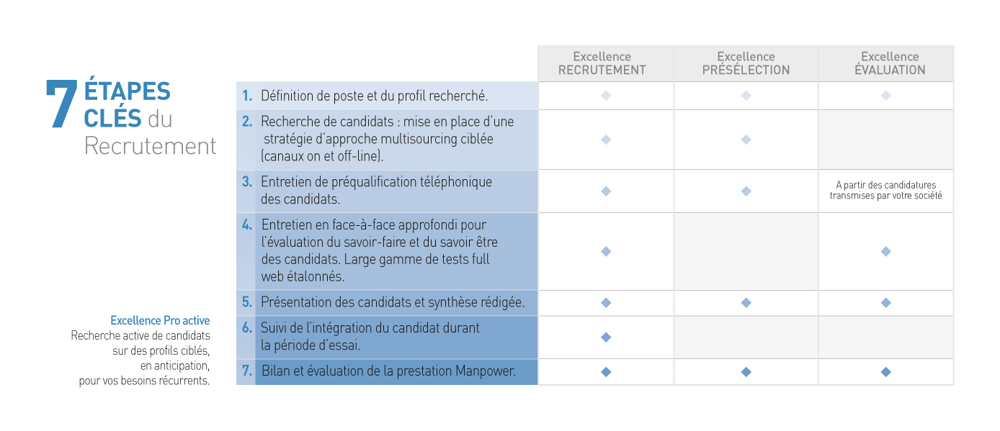 7 ÉTAPES
CLÉS du
Recrutement
Excellence
RECRUTEMENT
Excellence
PRÉSÉLECTION
Excellence
ÉVALUATION
1. Définition de poste et du profil recherché.
2. Recherche de candidats : mise en place d'une
stratégie d'approche multisourcing ciblée
(canaux on et off-line).
3. Entretien de préqualification téléphonique
des candidats.
A partir des candidatures
transmises par votre société
4. Entretien en face-à-face approfondi pour
l'évaluation du savoir-faire et du savoir être
des candidats. Large gamme de tests full
web étalonnés.
5. Présentation des candidats et synthèse rédigée.
6. Suivi de l'intégration du candidat durant
la période d'essai.
7. Bilan et évaluation de la prestation Manpower.
Excellence Pro active
Recherche active de candidats
sur des profils ciblés,
en anticipation,
pour vos besoins récurrents.